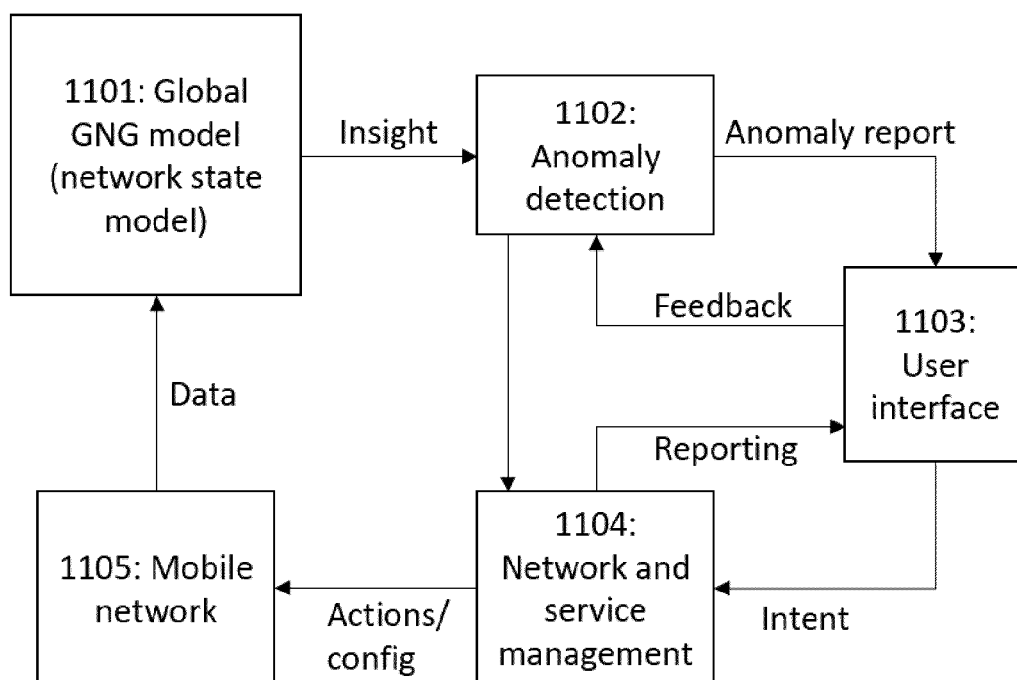 1101: Global
GNG model
(network state
model)
Insight
1102:
Anomaly
detection
Anomaly report
Feedback
1103:
User
interface
Data
Reporting
1105: Mobile
network
Actions/
config
1104:
Network and
service
management
Intent